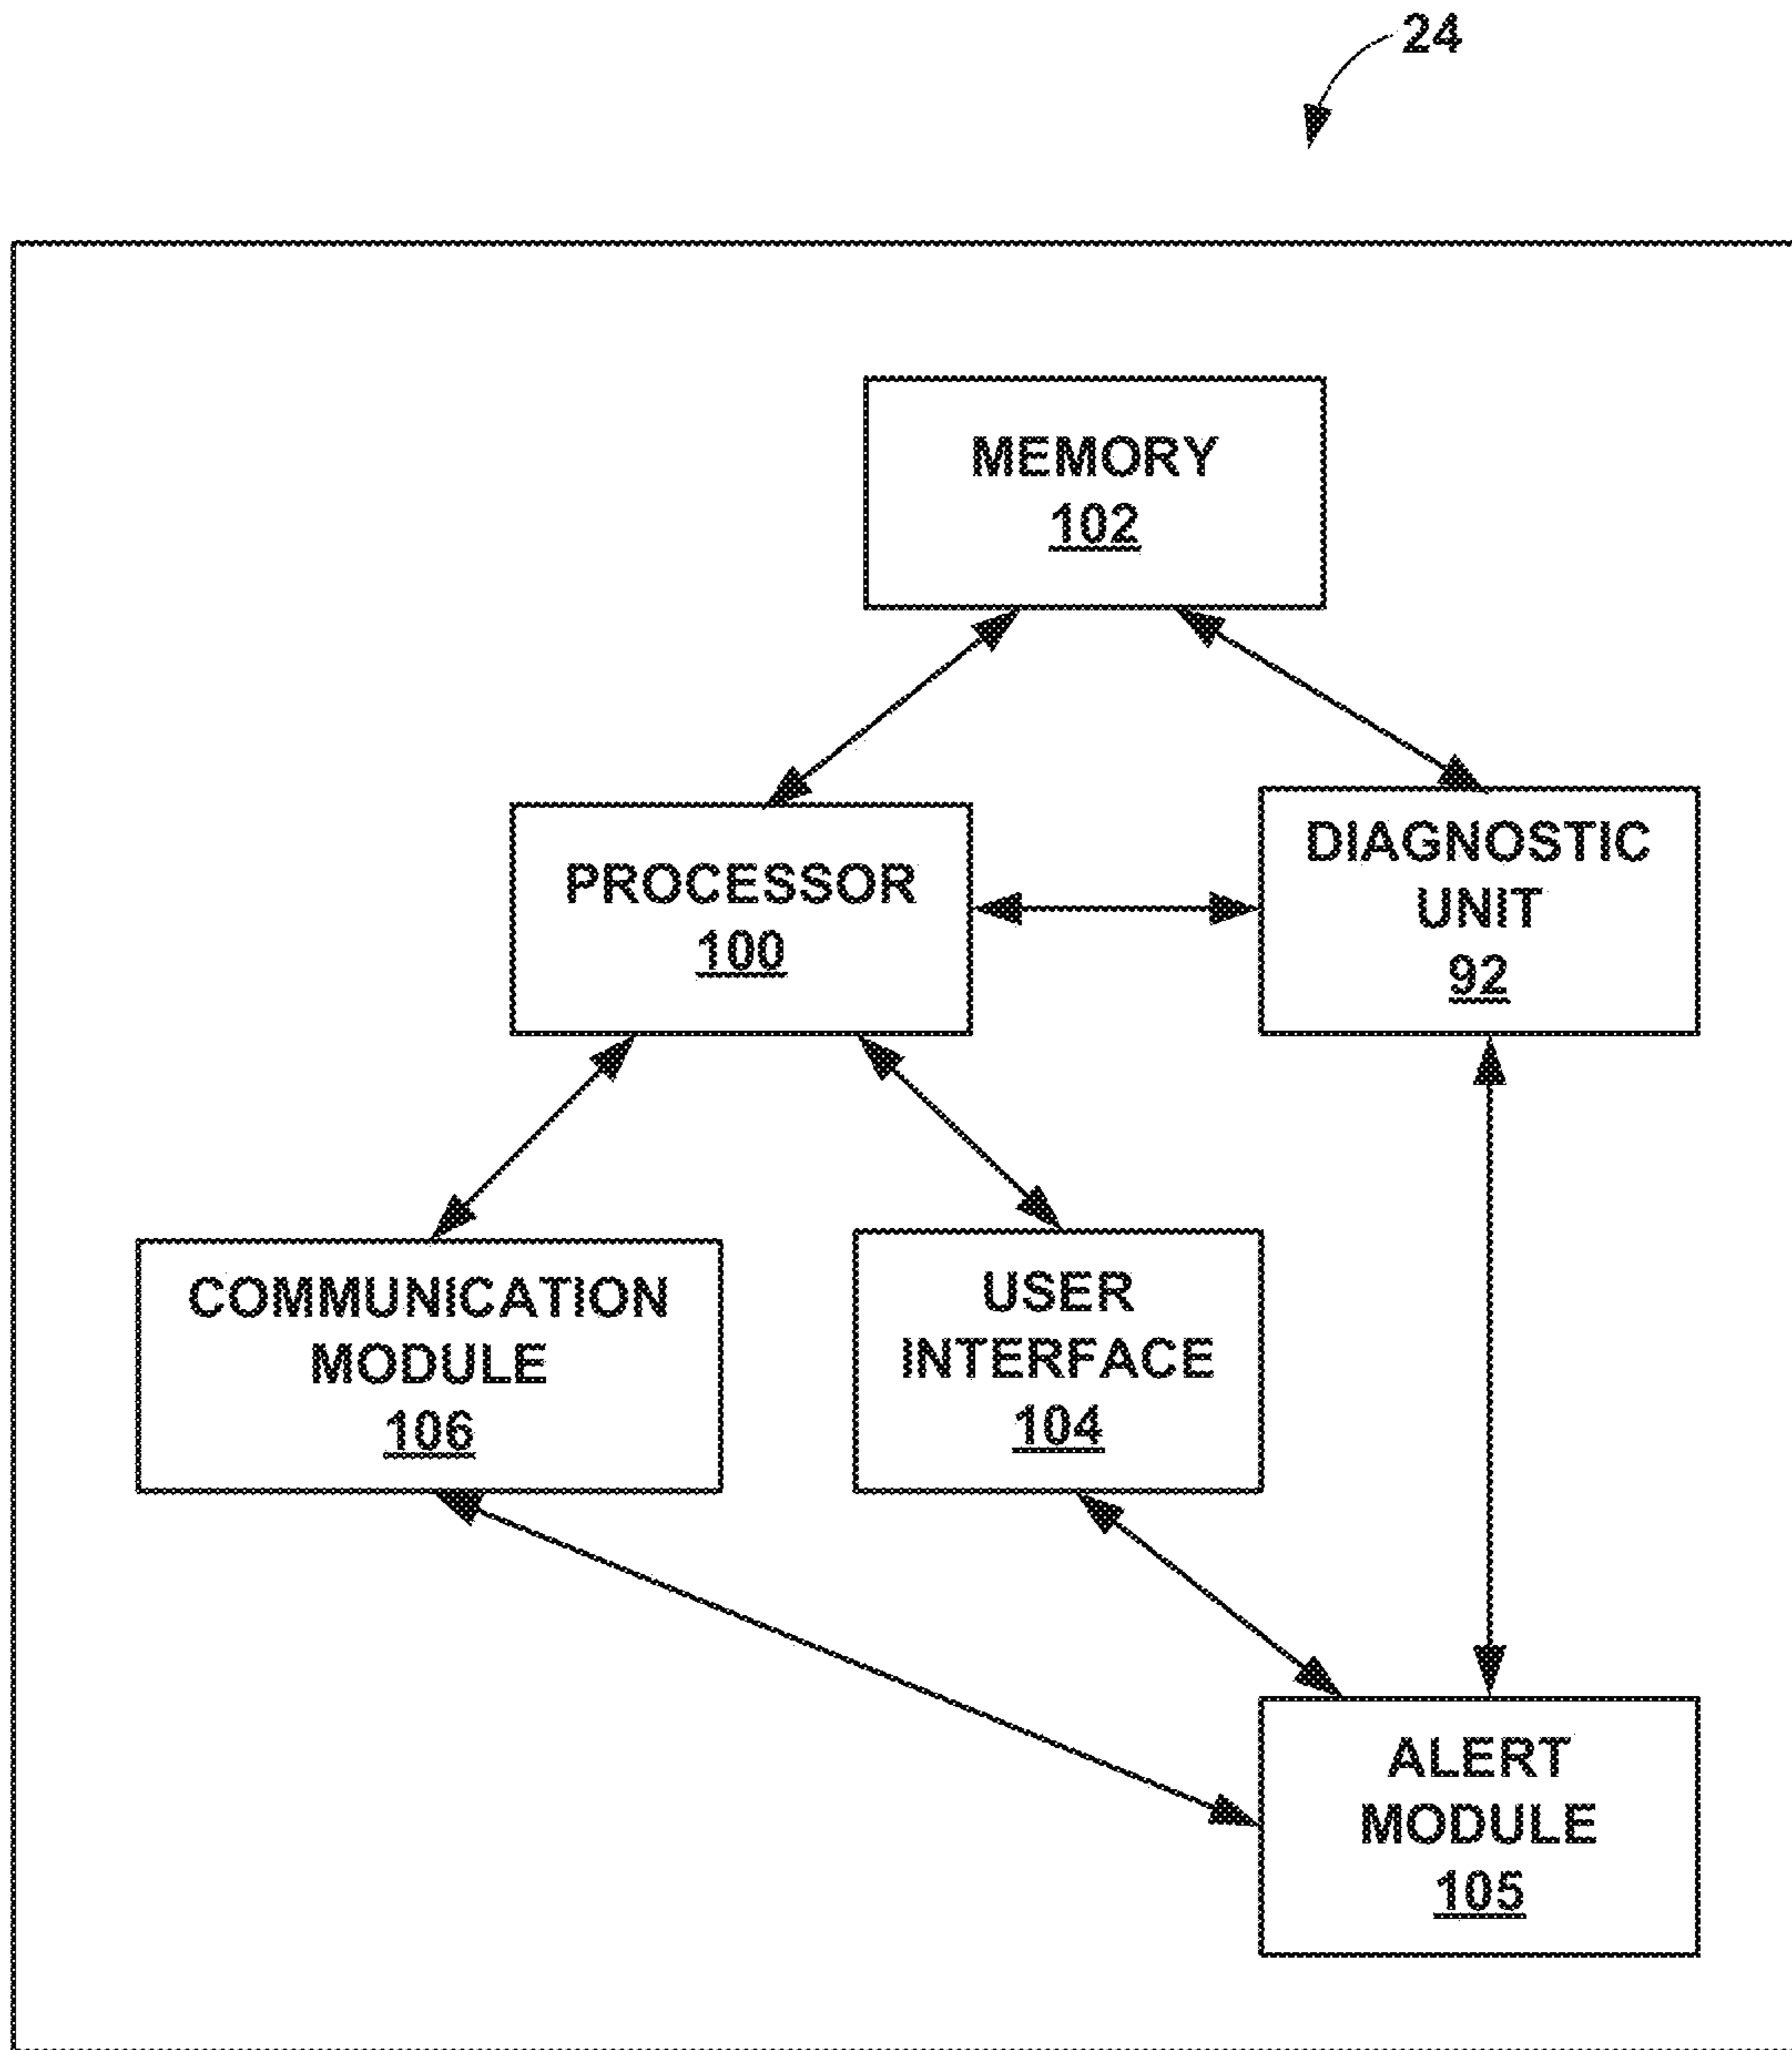 24
MEMORY
102
PROCESSOR
100
DIAGNOSTIC
UNIT
92
COMMUNICATION
MODULE
106
USER
INTERFACE
104
ALERT
MODULE
105